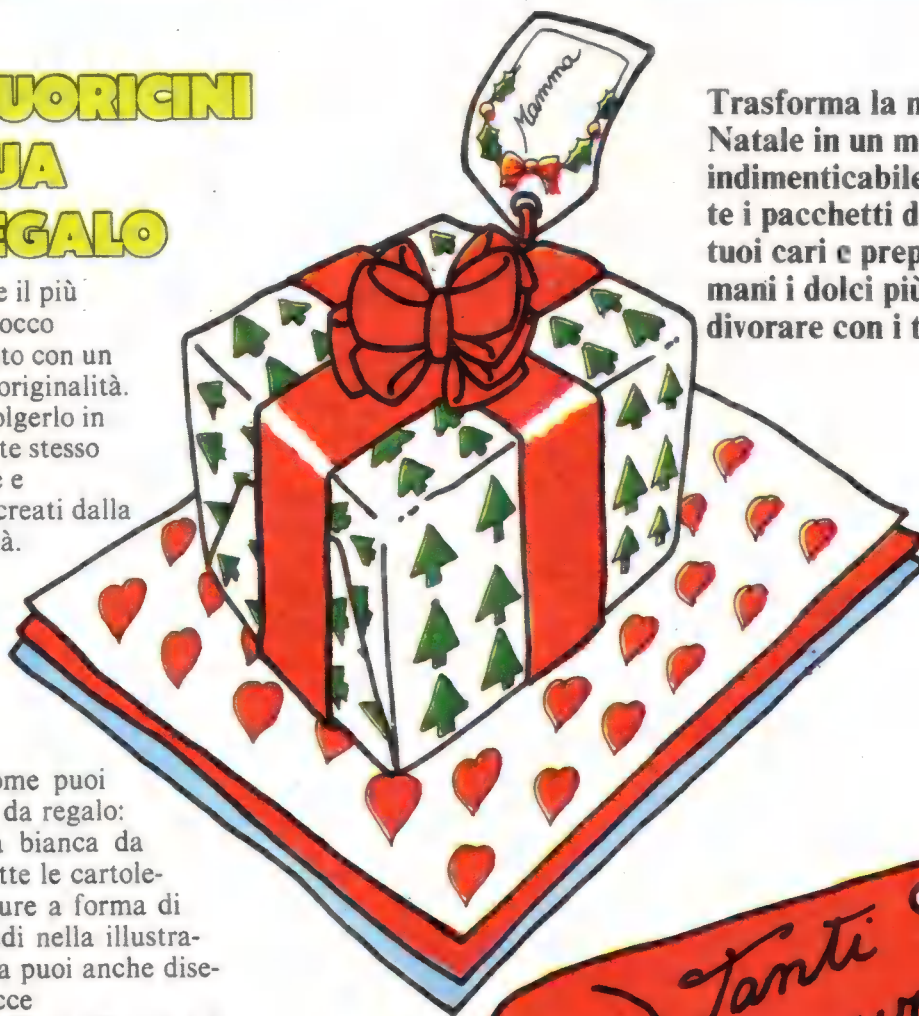 UORICINI
UA
EGALO
e il più
occo
to con un
originalità.
olgerlo in
te stesso
e e
creati dalla
à.
ome puoi
da regalo:
a bianca da
tte le cartole-
ure a forma di
di nella illustra-
a puoi anche dise-
cce
Mamma
Trasforma la n
Natale in un m
indimenticabile
te i pacchetti d
tuoi cari e prep
mani i dolci più
divorare con i t
Tanti